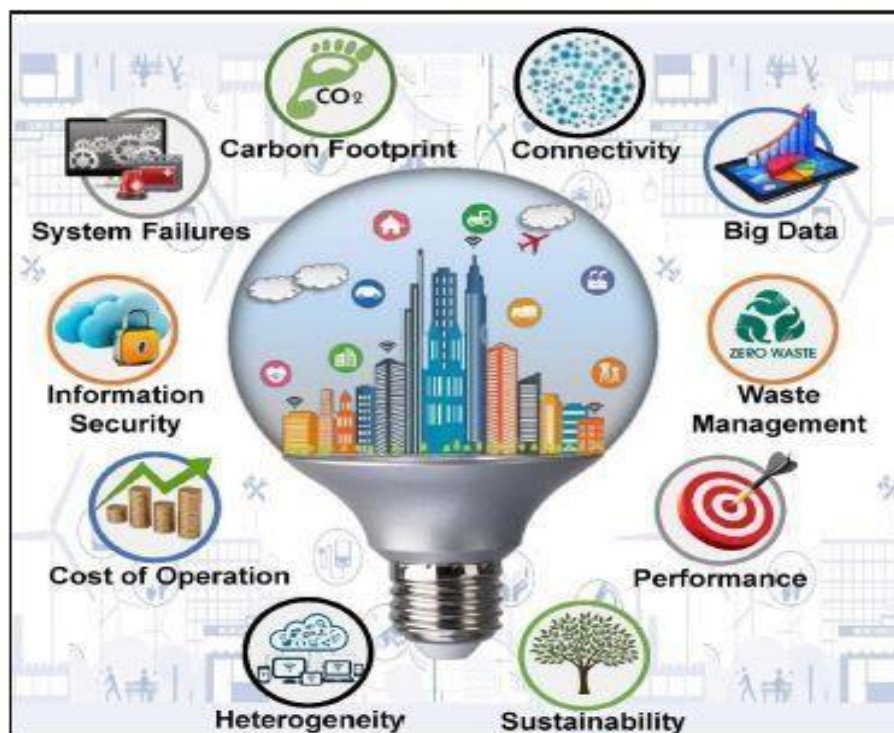 CO2
Carbon Footprint
Connectivity
System Failures
Big Data
Information
Security
ZERO WASTE
Waste
Management
Cost of Operation
Performance
Heterogeneity
Sustainability